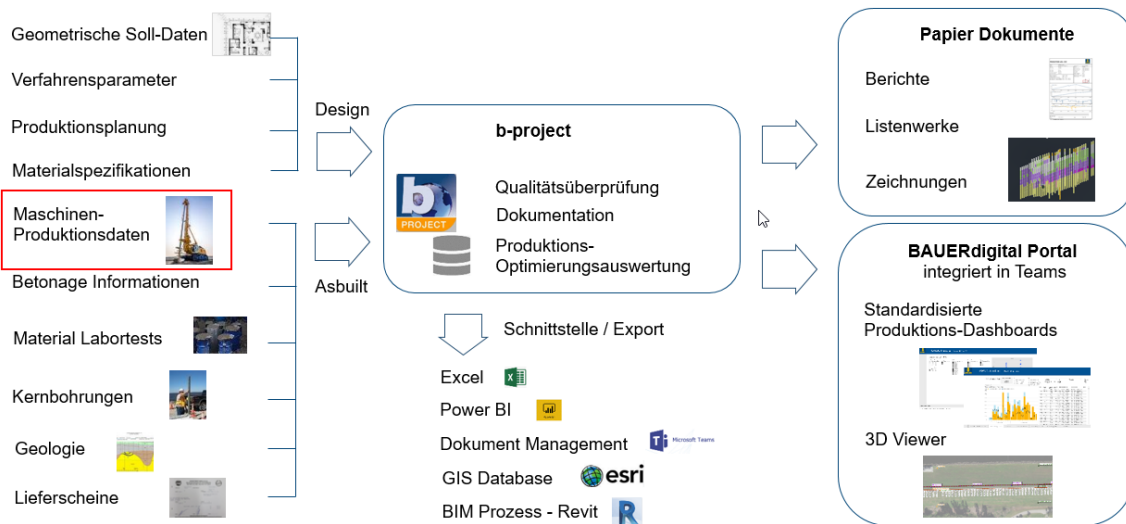 Geometrische Soll-Daten
Verfahrensparameter
Produktionsplanung
Materialspezifikationen
Maschinen-
Produktionsdaten
Betonage Informationen
Material Labortests
Kernbohrungen
Geologie
Lieferscheine
Design
Asbuilt
b-project
b
PROJECT
Qualitätsüberprüfung
Dokumentation
Produktions-
Optimierungsauswertung
Schnittstelle / Export
Excel
Power BI
Dokument Management
Microsoft Teams
GIS Database
esri
BIM Prozess - Revit
R
Papier Dokumente
Berichte
Listenwerke
Zeichnungen
BAUERdigital Portal
integriert in Teams
Standardisierte
Produktions-Dashboards
3D Viewer